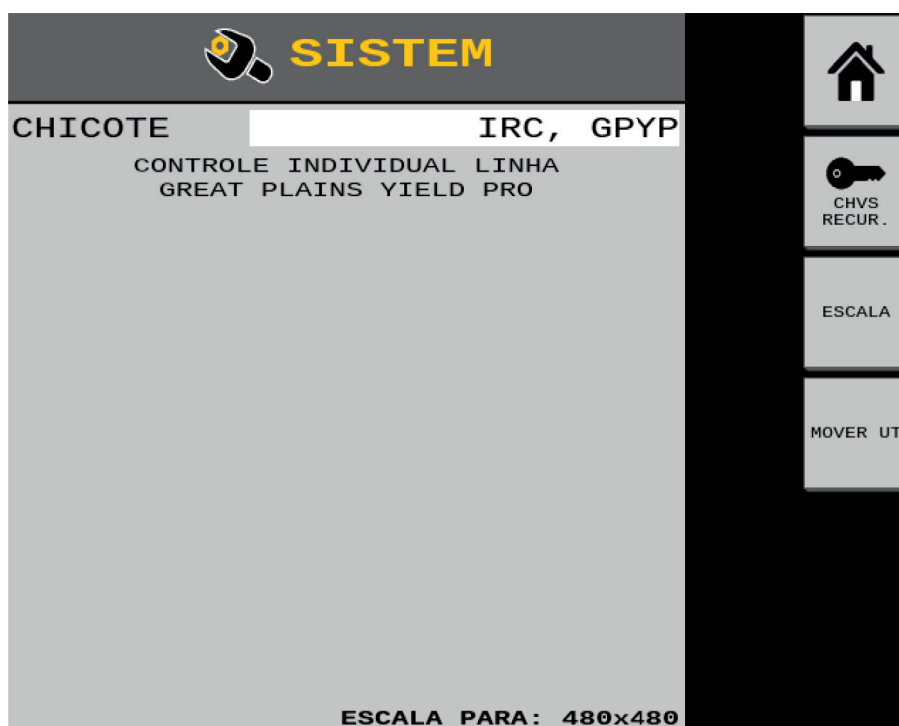 SISTEM
CHICOTE IRC, GPYP
CONTROLE INDIVIDUAL LINHA
GREAT PLAINS YIELD PRO
CHVS
RECUR.
ESCALA
MOVER UT
ESCALA PARA: 480x480